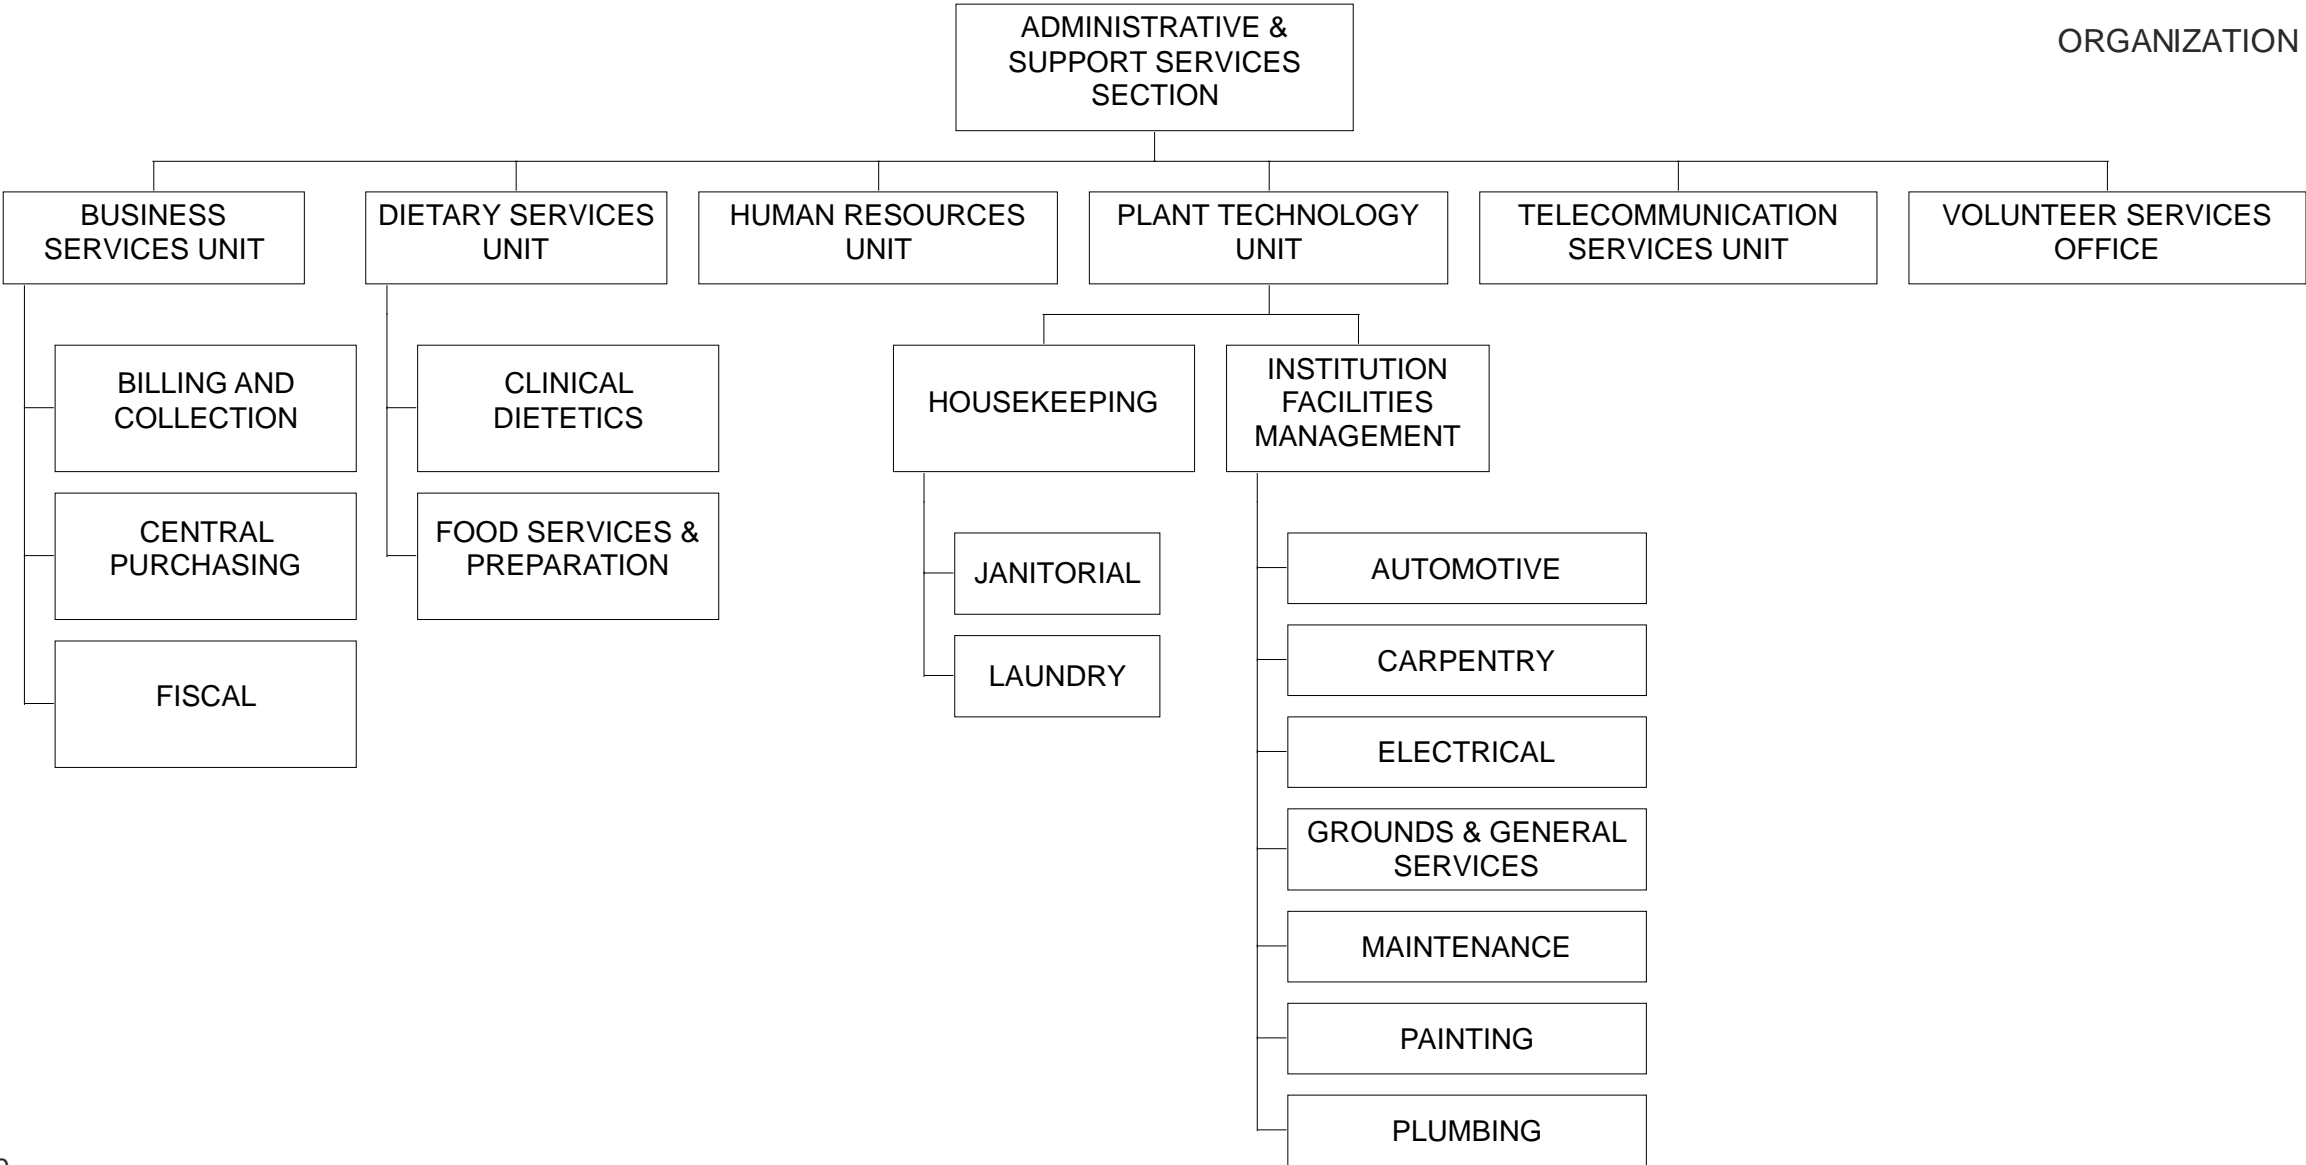 ORGANIZATION
ADMINISTRATIVE &
SUPPORT SERVICES
SECTION
BUSINESS
SERVICES UNIT
DIETARY SERVICES
UNIT
HUMAN RESOURCES
UNIT
PLANT TECHNOLOGY
UNIT
TELECOMMUNICATION
SERVICES UNIT
VOLUNTEER SERVICES
OFFICE
BILLING AND
COLLECTION
CENTRAL
PURCHASING
FISCAL
CLINICAL
DIETETICS
FOOD SERVICES &
PREPARATION
HOUSEKEEPING
JANITORIAL
LAUNDRY
INSTITUTION
FACILITIES
MANAGEMENT
AUTOMOTIVE
CARPENTRY
ELECTRICAL
GROUNDS & GENERAL
SERVICES
MAINTENANCE
PAINTING
PLUMBING